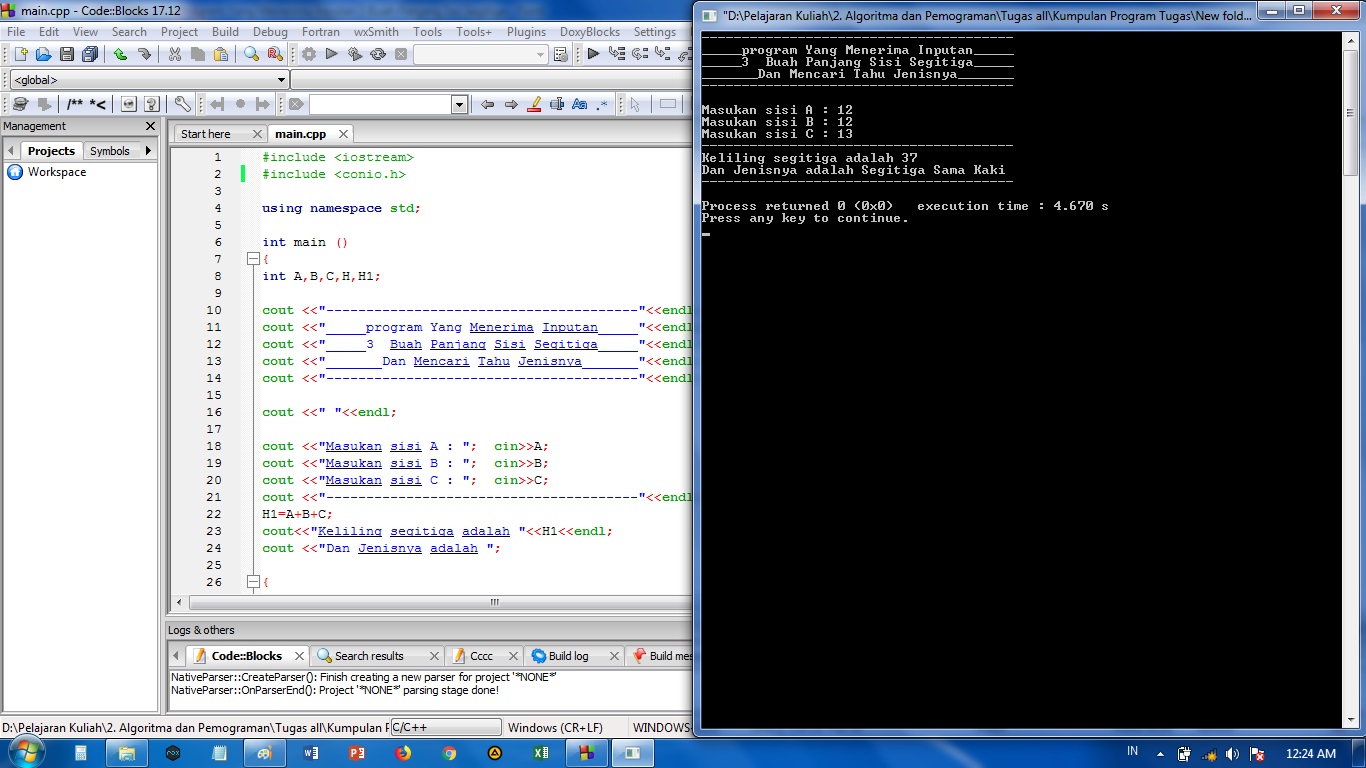 main.cpp - Code::Blocks 17.12
File Edit View Search Project Build Debug Fortran wxSmith Tools Tools+ Plugins DoxyBlocks Settings
<global>
/** *<
Aa .*
Management
Projects Symbols
Workspace
Start here main.cpp
1 #include <iostream>
2 #include <conio.h>
3
4 using namespace std;
5
6 int main ()
7 {
8 int A,B,C,H,H1;
9
10 cout <<"---------------------------------------"<<endl
11 cout <<"_____program Yang Menerima Inputan_____"<<endl
12 cout <<"_____3  Buah Panjang Sisi Segitiga_____"<<endl
13 cout <<"_______Dan Mencari Tahu Jenisnya_______"<<endl
14 cout <<"---------------------------------------"<<endl
15
16 cout <<" "<<endl;
17
18 cout <<"Masukan sisi A : ";  cin>>A;
19 cout <<"Masukan sisi B : ";  cin>>B;
20 cout <<"Masukan sisi C : ";  cin>>C;
21 cout <<"---------------------------------------"<<endl
22 H1=A+B+C;
23 cout<<"Keliling segitiga adalah "<<H1<<endl;
24 cout <<"Dan Jenisnya adalah ";
25
26 {
Logs & others
Code::Blocks Search results Cccc Build log Build mes
NativeParser::CreateParser(): Finish creating a new parser for project '*NONE*'
NativeParser::OnParserEnd(): Project '*NONE*' parsing stage done!
D:\Pelajaran Kuliah\2. Algoritma dan Pemograman\Tugas all\Kumpulan P C/C++ Windows (CR+LF) WINDOWS
"D:\Pelajaran Kuliah\2. Algoritma dan Pemograman\Tugas all\Kumpulan Program Tugas\New fold...
---------------------------------------
_____program Yang Menerima Inputan_____
_____3  Buah Panjang Sisi Segitiga_____
_______Dan Mencari Tahu Jenisnya_______
---------------------------------------
Masukan sisi A : 12
Masukan sisi B : 12
Masukan sisi C : 13
---------------------------------------
Keliling segitiga adalah 37
Dan Jenisnya adalah Segitiga Sama Kaki
---------------------------------------
Process returned 0 (0x0)   execution time : 4.670 s
Press any key to continue.
IN 12:24 AM